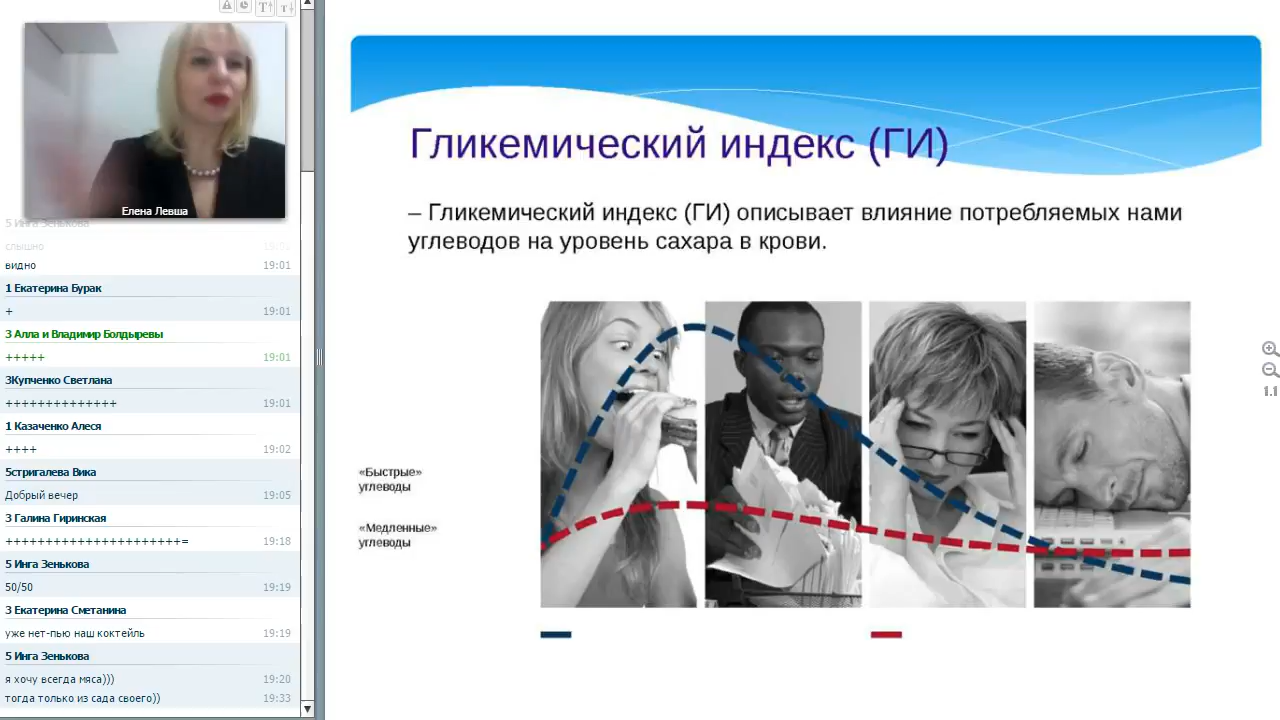 Елена Левша
5 Инга Зенькова
слышно
видно 19:01
1 Екатерина Бурак
+ 19:01
3 Алла и Владимир Болдыревы
+++++ 19:01
3Купченко Светлана
++++++++++++++ 19:01
1 Казаченко Алеся
++++ 19:02
5стригалева Вика
Добрый вечер 19:05
3 Галина Гиринская
++++++++++++++++++++++= 19:18
5 Инга Зенькова
50/50 19:19
3 Екатерина Сметанина
уже нет-пью наш коктейль 19:19
5 Инга Зенькова
я хочу всегда мяса))) 19:20
тогда только из сада своего)) 19:33
Гликемический индекс (ГИ)
– Гликемический индекс (ГИ) описывает влияние потребляемых нами
углеводов на уровень сахара в крови.
«Быстрые»
углеводы
«Медленные»
углеводы
1.1